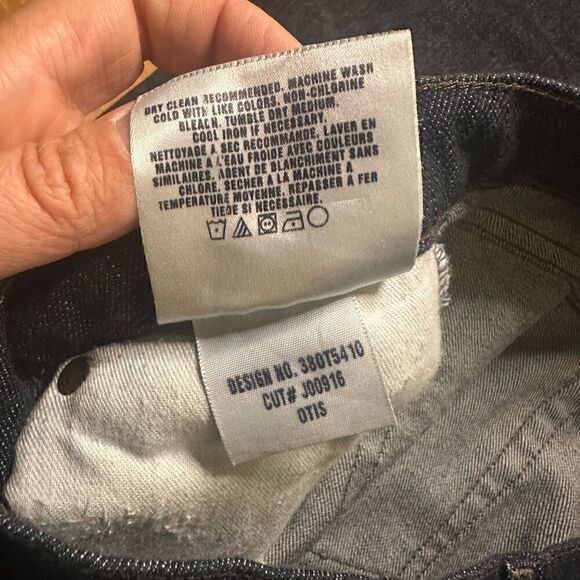 DRY CLEAN RECOMMENDED, MACHINE WASH
COLD WITH LIKE COLORS, NON-CHLORINE
BLEACH, TUMBLE DRY MEDIUM,
COOL IRON IF NECESSARY.
NETTOYAGE A SEC RECOMMANDE, LAVER EN
MACHINE A L'EAU FROIDE AVEC COULEURS
SIMILAIRES, AGENT DE BLANCHIMENT SANS
CHLORE, SECHER A LA MACHINE A
TEMPERATURE MOYENNE, REPASSER A FER
TIEDE SI NECESSAIRE.
DESIGN NO. 380T5410
CUT# J00916
OTIS